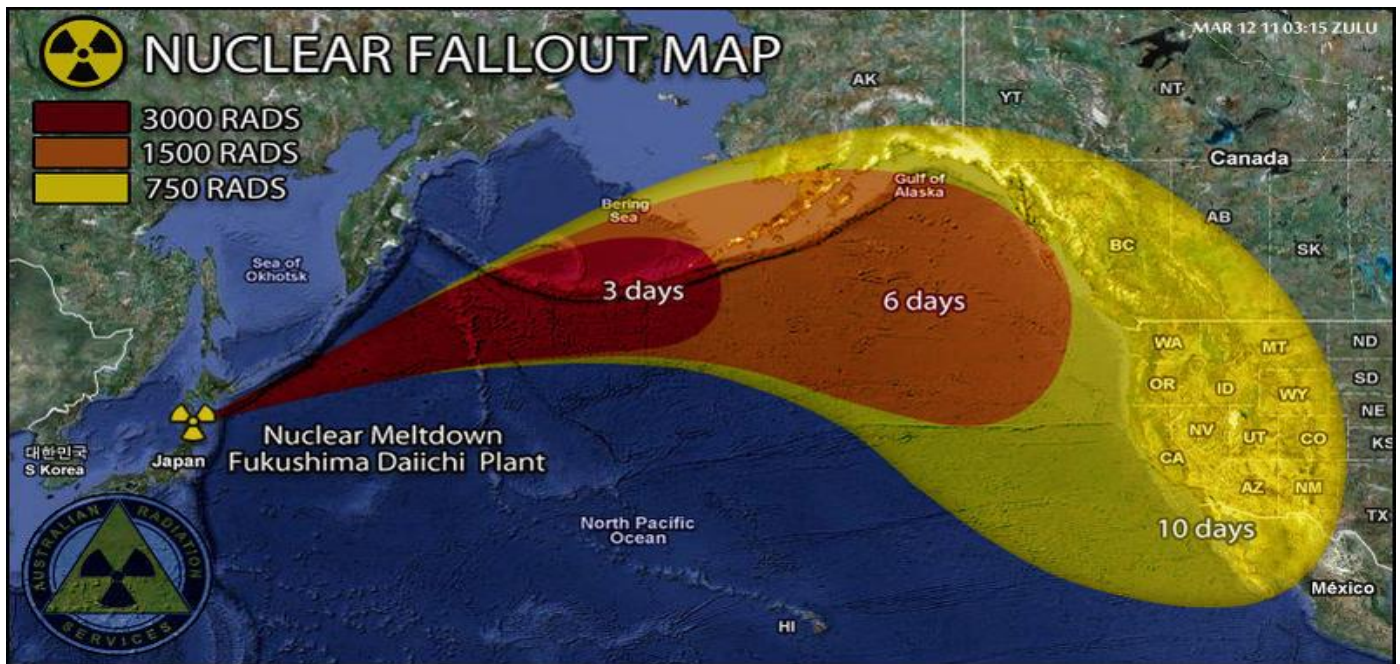 MAR 12 11 03:15 ZULU
NUCLEAR FALLOUT MAP
3000 RADS
1500 RADS
750 RADS
AK
YT
NT
Canada
Gulf of
Alaska
Bering
Sea
AB
SK
BC
Sea of
Okhotsk
3 days
6 days
WA
MT
ND
OR
ID
WY
SD
NE
NV
UT
CO
KS
CA
AZ
NM
TX
Nuclear Meltdown
Fukushima Daiichi Plant
대한민국
S Korea
Japan
North Pacific
Ocean
10 days
México
HI
AUSTRALIAN RADIATION
SERVICES